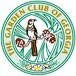 THE GARDEN CLUB OF GEORGIA